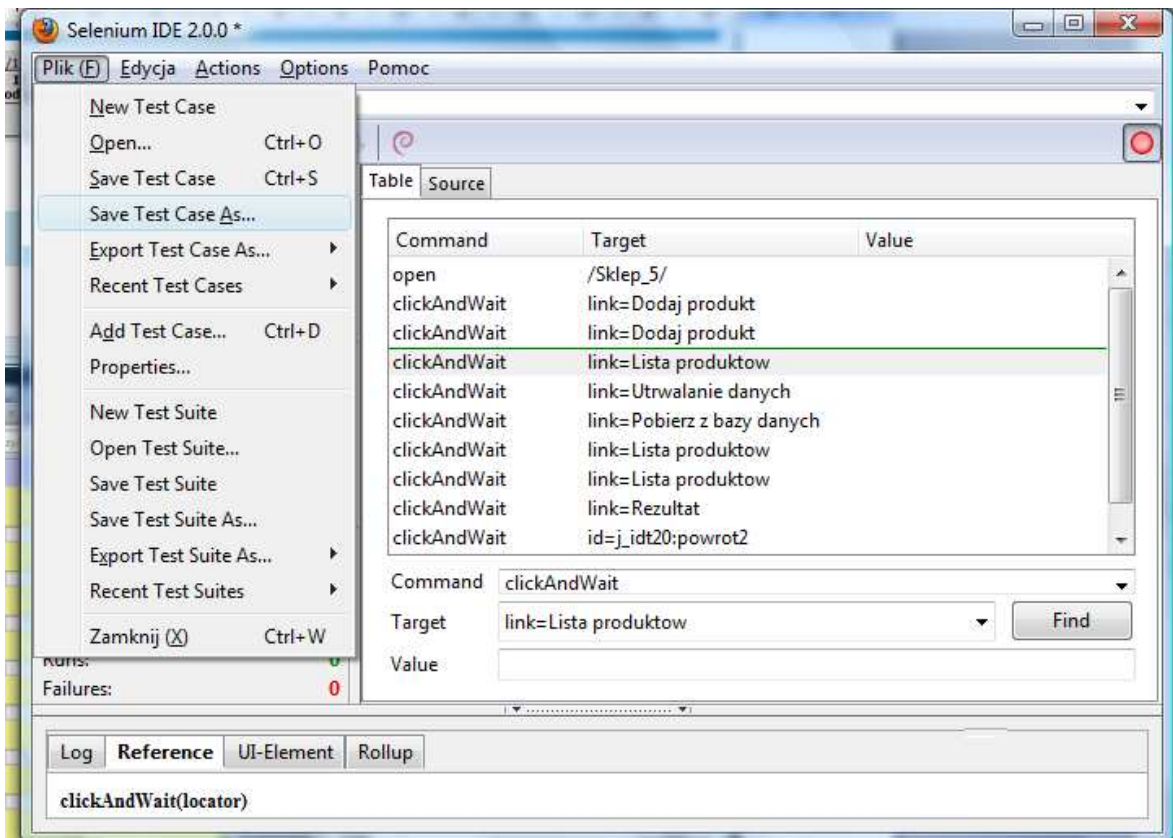 Selenium IDE 2.0.0 *
Plik (F) Edycja Actions Options Pomoc
New Test Case
Open... Ctrl+O
Save Test Case Ctrl+S
Save Test Case As...
Export Test Case As...
Recent Test Cases
Add Test Case... Ctrl+D
Properties...
New Test Suite
Open Test Suite...
Save Test Suite
Save Test Suite As...
Export Test Suite As...
Recent Test Suites
Zamknij (X) Ctrl+W
Runs: 0
Failures: 0
Table Source
Command Target Value
open /Sklep_5/
clickAndWait link=Dodaj produkt
clickAndWait link=Dodaj produkt
clickAndWait link=Lista produktow
clickAndWait link=Utrwalanie danych
clickAndWait link=Pobierz z bazy danych
clickAndWait link=Lista produktow
clickAndWait link=Lista produktow
clickAndWait link=Rezultat
clickAndWait id=j_idt20:powrot2
Command clickAndWait
Target link=Lista produktow Find
Value
Log Reference UI-Element Rollup
clickAndWait(locator)